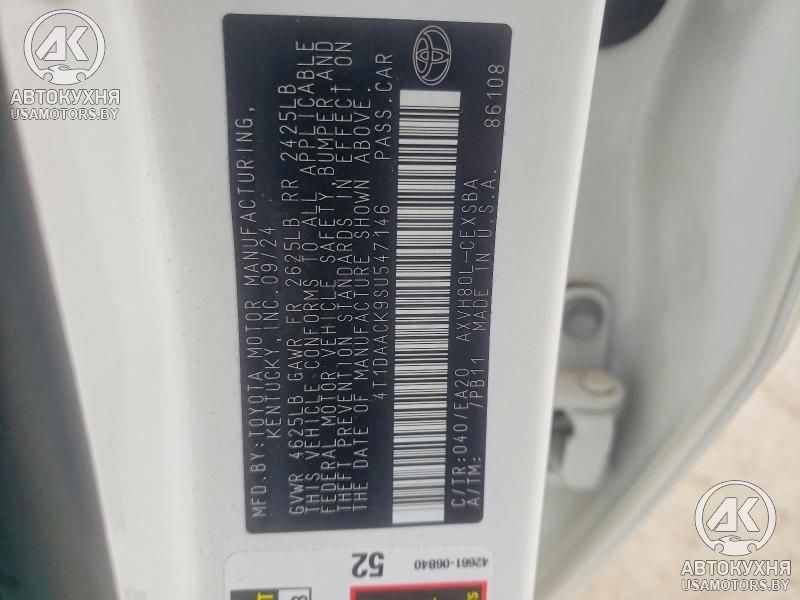 AK
АВТОКУХНЯ
USAMOTORS.BY
MFD.BY:TOYOTA MOTOR MANUFACTURING,
KENTUCKY, INC. 09/24
GVWR 4625LB GAWR FR 2625LB RR 2425LB
THIS VEHICLE CONFORMS TO ALL APPLICABLE
FEDERAL MOTOR VEHICLE SAFETY, BUMPER, AND
THEFT PREVENTION STANDARDS IN EFFECT ON
THE DATE OF MANUFACTURE SHOWN ABOVE.
4T1DAACK9SU547146 PASS.CAR
86108
C/TR:040/EA20 AXVH80L-CEXSBA
A/TM: 7PB11 MADE IN U.S.A.
52
42661-06B40
AK
АВТОКУХНЯ
USAMOTORS.BY